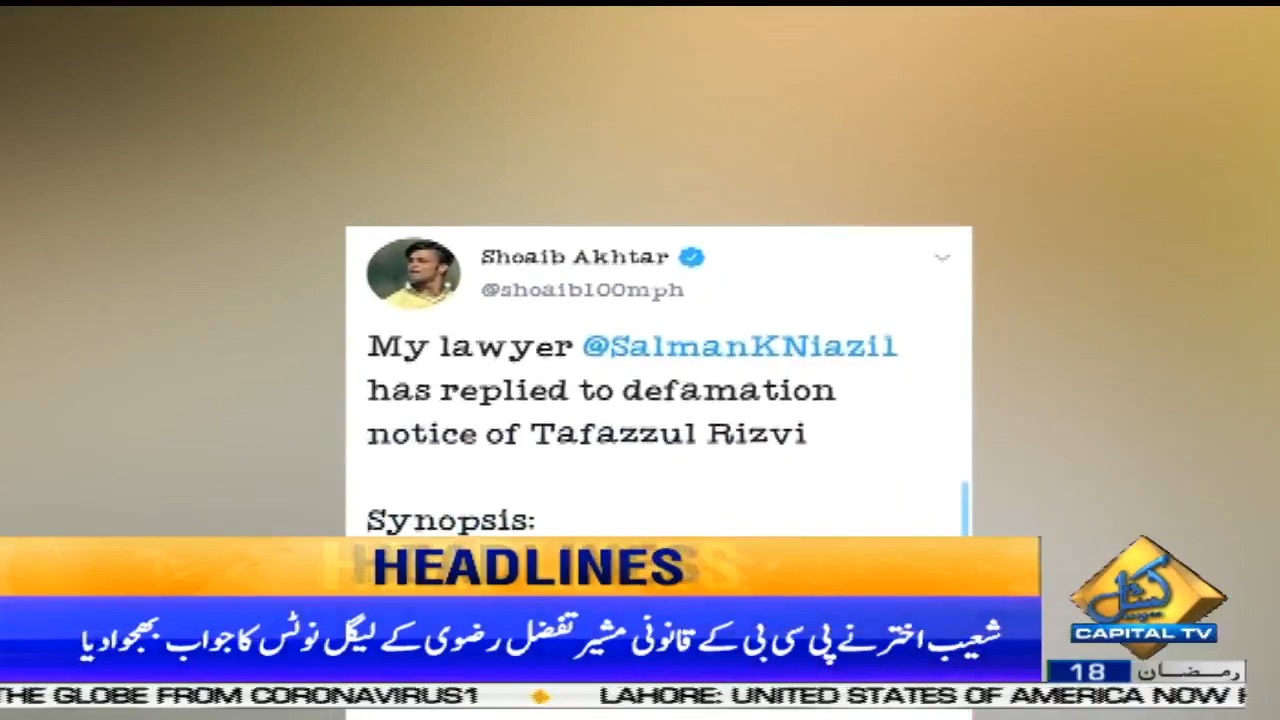 Shoaib Akhtar
@shoaib100mph
My lawyer @SalmanKNiazi1
has replied to defamation
notice of Tafazzul Rizvi
Synopsis:
HEADLINES
شعیب اختر نے پی سی بی کے قانونی مشیر تفضل رضوی کے لیگل نوٹس کا جواب بھجوا دیا
کیپیٹل
CAPITAL TV
18 رمضان
THE GLOBE FROM CORONAVIRUS1 LAHORE: UNITED STATES OF AMERICA NOW